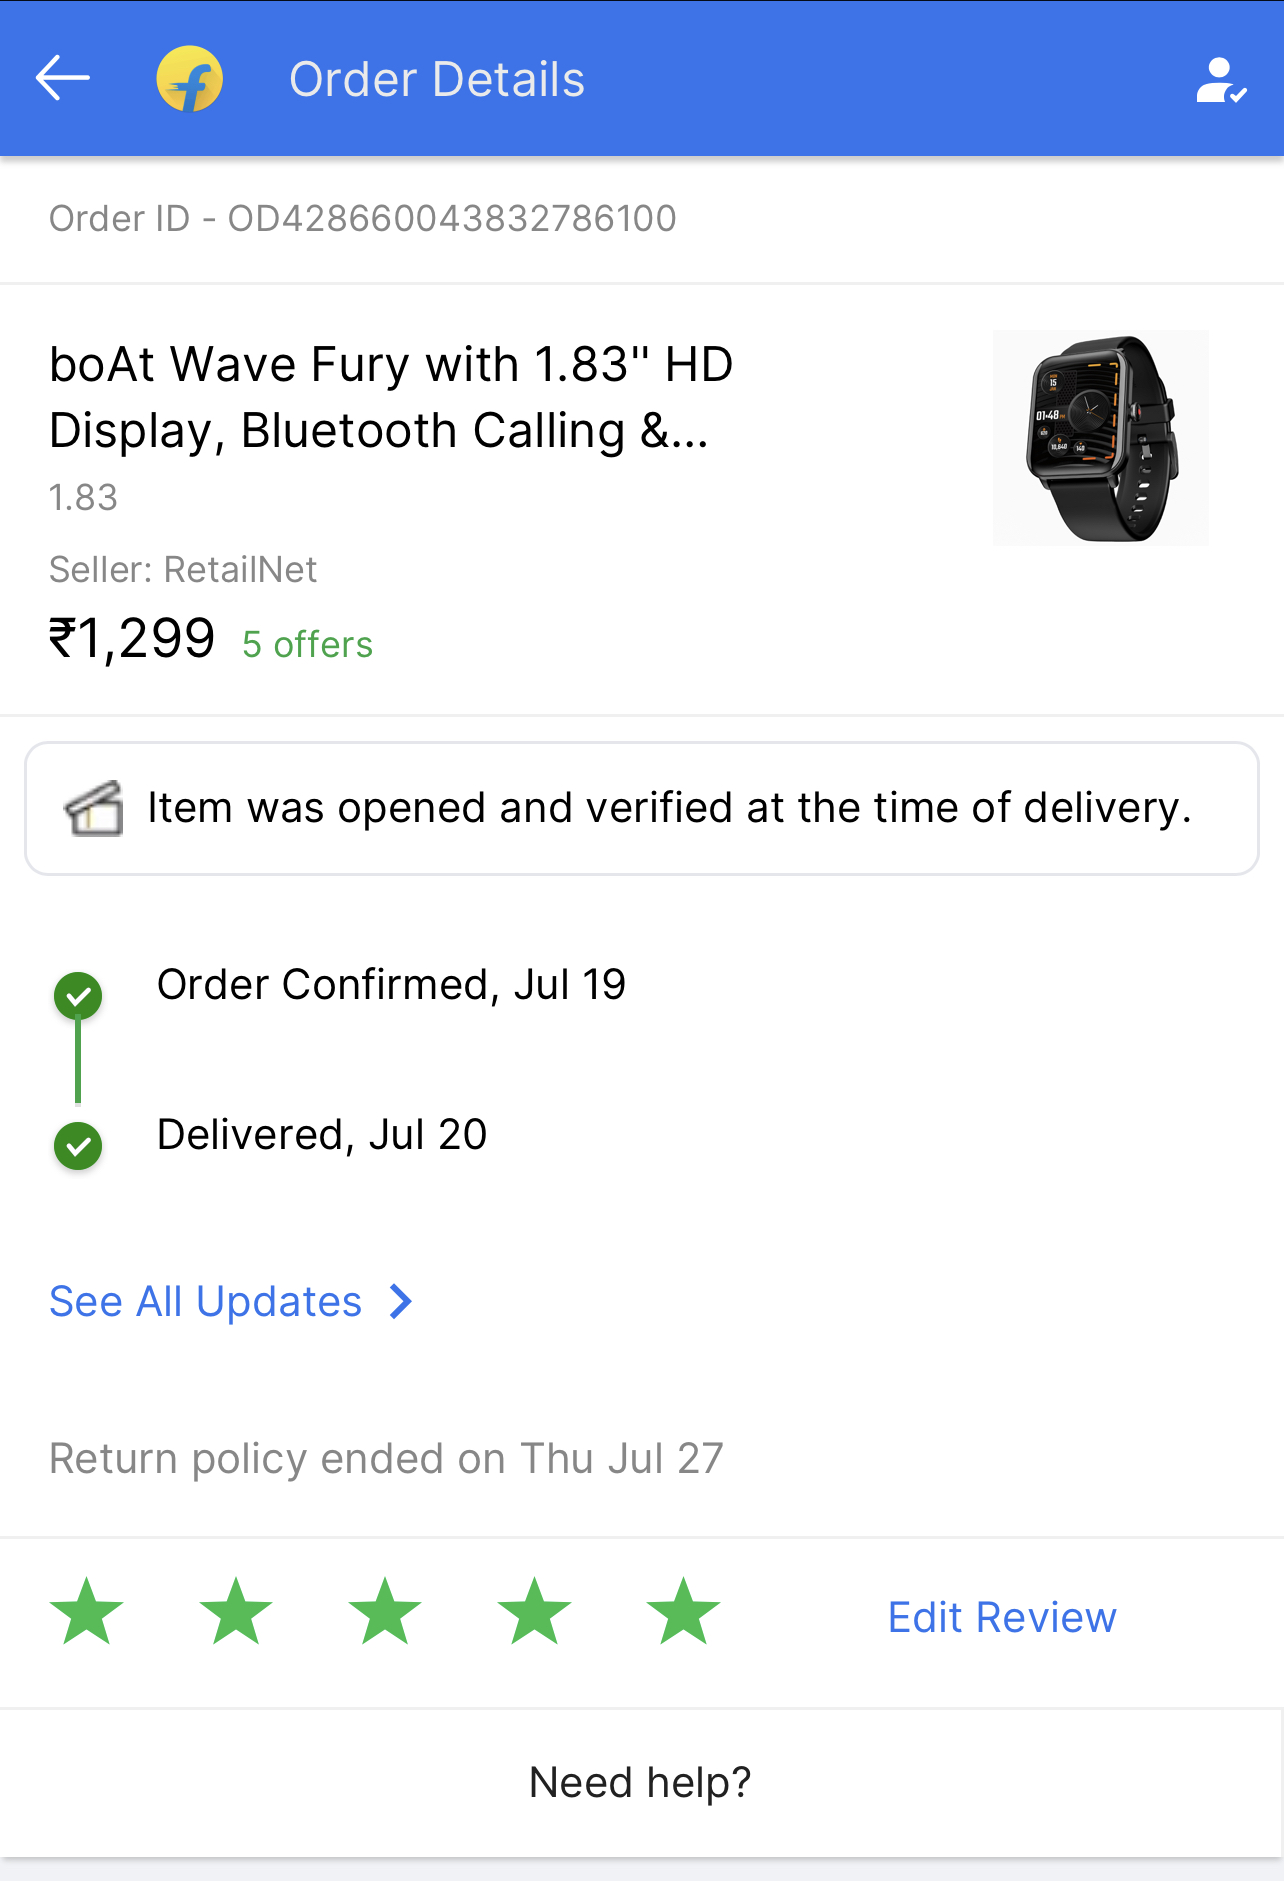 Order Details
Order ID - OD428660043832786100
boAt Wave Fury with 1.83" HD
Display, Bluetooth Calling &...
1.83
Seller: RetailNet
₹1,299 5 offers
01:48
Item was opened and verified at the time of delivery.
Order Confirmed, Jul 19
Delivered, Jul 20
See All Updates
Return policy ended on Thu Jul 27
Edit Review
Need help?